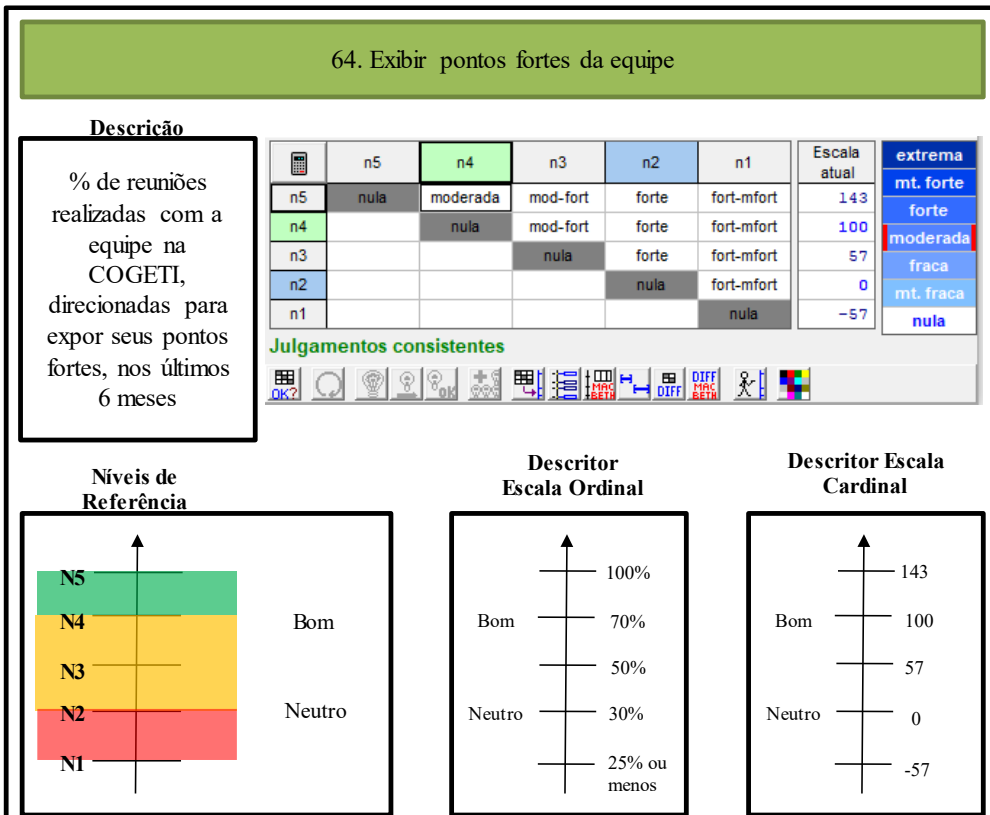 64. Exibir pontos fortes da equipe
Descrição
% de reuniões
realizadas com a
equipe na
COGETI,
direcionadas para
expor seus pontos
fortes, nos últimos
6 meses
n5 n4 n3 n2 n1 Escala atual
n5 nula moderada mod-fort forte fort-mfort 143
n4 nula mod-fort forte fort-mfort 100
n3 nula forte fort-mfort 57
n2 nula fort-mfort 0
n1 nula -57
extrema
mt. forte
forte
moderada
fraca
mt. fraca
nula
Julgamentos consistentes
OK? OK MAC BETH DIFF DIFF MAC BETH
Níveis de
Referência
N5
N4 Bom
N3
N2 Neutro
N1
Descritor
Escala Ordinal
100%
Bom 70%
50%
Neutro 30%
25% ou
menos
Descritor Escala
Cardinal
143
Bom 100
57
Neutro 0
-57